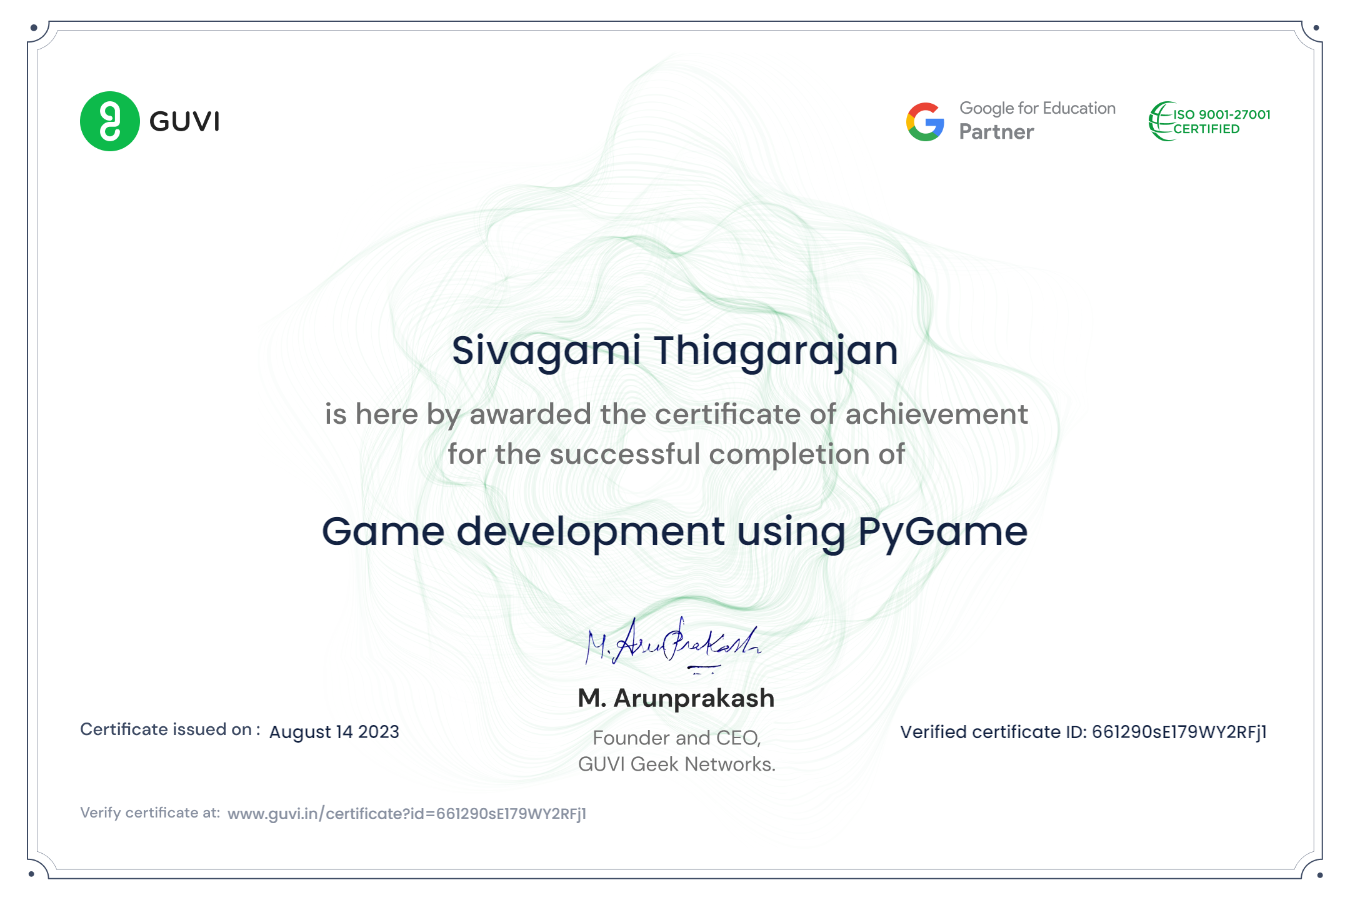 GUVI
Google for Education
Partner
ISO 9001-27001
CERTIFIED
Sivagami Thiagarajan
is here by awarded the certificate of achievement
for the successful completion of
Game development using PyGame
M. ArunPrakash
M. Arunprakash
Founder and CEO,
GUVI Geek Networks.
Certificate issued on : August 14 2023
Verified certificate ID: 661290sE179WY2RFj1
Verify certificate at: www.guvi.in/certificate?id=661290sE179WY2RFj1